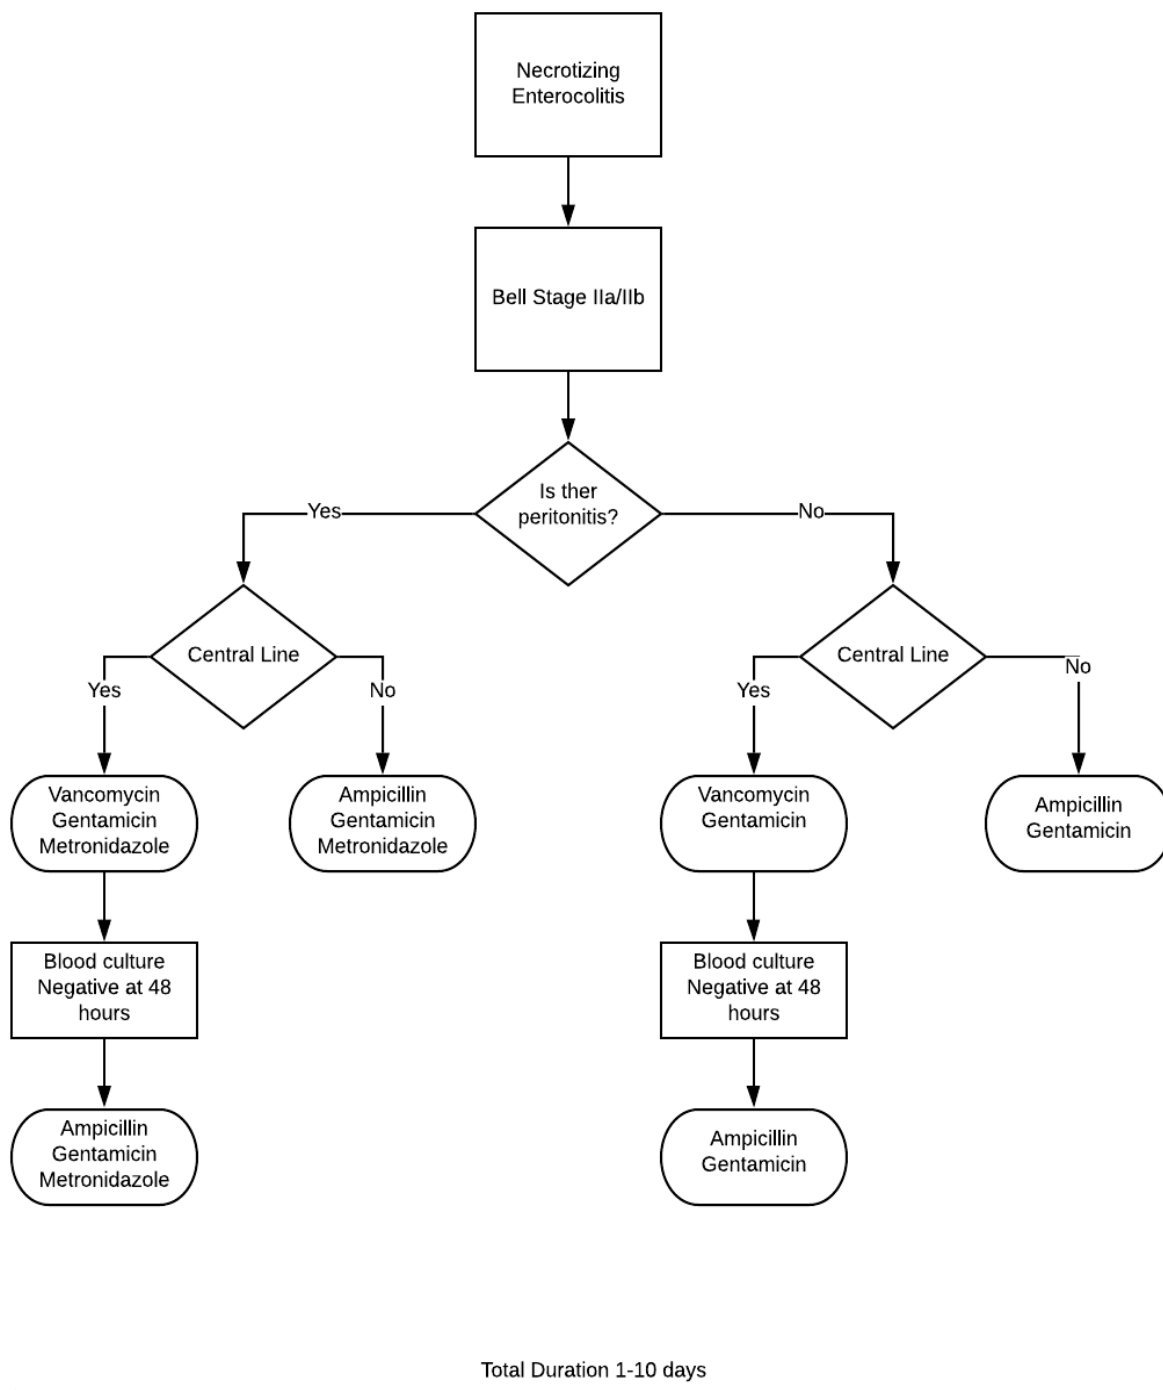 Necrotizing
Enterocolitis
Bell Stage IIa/IIb
Is ther
peritonitis?
Yes
No
Central Line
Central Line
Yes
No
Yes
No
Vancomycin
Gentamicin
Metronidazole
Ampicillin
Gentamicin
Metronidazole
Vancomycin
Gentamicin
Ampicillin
Gentamicin
Blood culture
Negative at 48
hours
Blood culture
Negative at 48
hours
Ampicillin
Gentamicin
Metronidazole
Ampicillin
Gentamicin
Total Duration 1-10 days